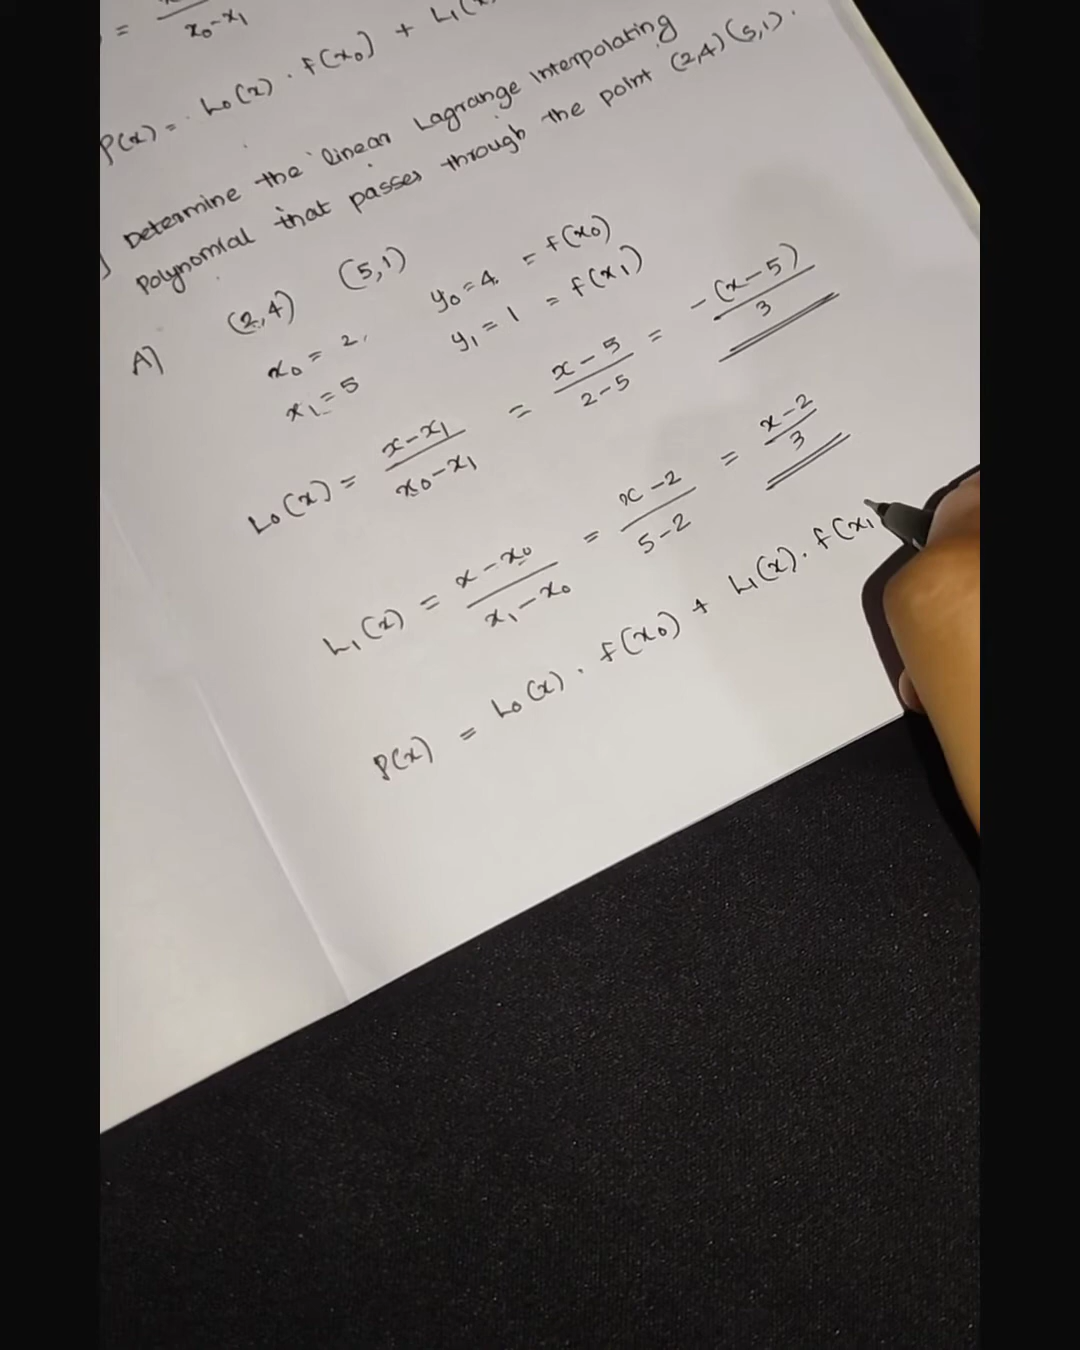 = x₀-x₁
P(x) = L₀(x) · f(x₀) + L₁(x
Determine the linear Lagrange Interpolating
Polynomial that passes through the point (2,4) (5,1).
A) (2,4) (5,1)
x₀ = 2, y₀ = 4 = f(x₀)
x₁ = 5 y₁ = 1 = f(x₁)
L₀(x) = (x-x₁)/(x₀-x₁) = (x-5)/(2-5) = -(x-5)/3
L₁(x) = (x-x₀)/(x₁-x₀) = (x-2)/(5-2) = (x-2)/3
P(x) = L₀(x) · f(x₀) + L₁(x) · f(x₁